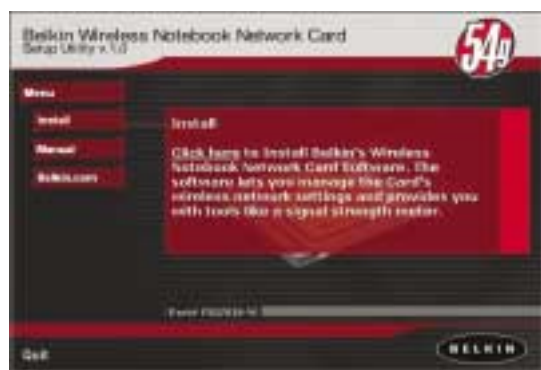 Belkin Wireless Notebook Network Card
Setup Utility v.1.0
54g
Menu
Install
Manual
Belkin.com
Install
Click here to Install Belkin's Wireless
Notebook Network Card Software. The
software lets you manage the Card's
wireless network settings and provides you
with tools like a signal strength meter.
Quit
BELKIN